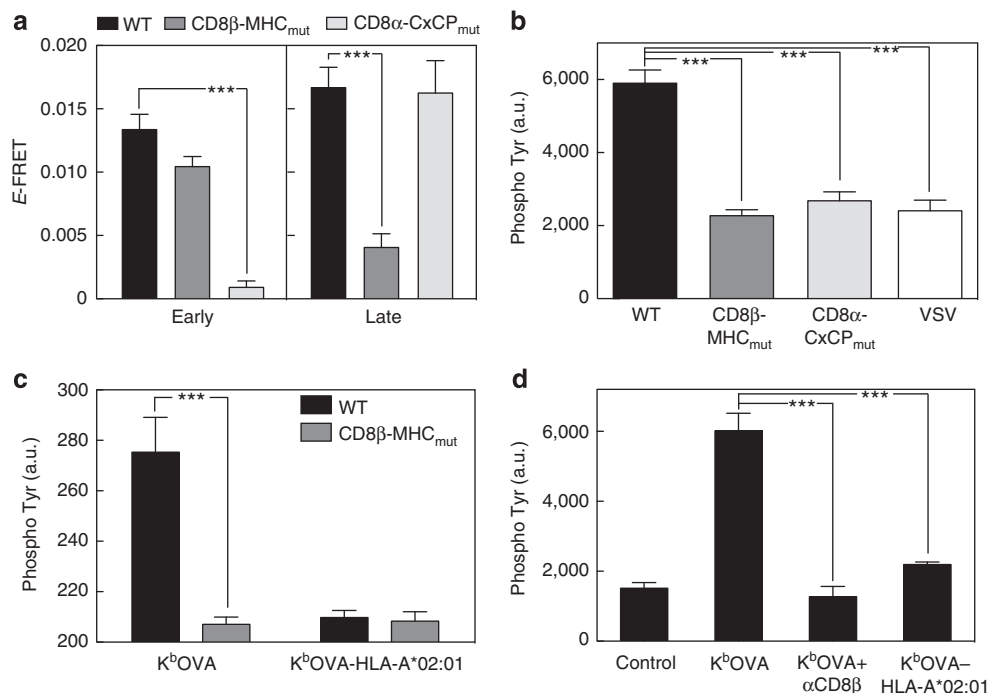 a
WT CD8β-MHCmut CD8α-CxCPmut
0.020
0.015
0.010
0.005
0
E-FRET
***
***
Early Late
b
6,000
4,000
2,000
0
Phospho Tyr (a.u.)
*** *** ***
WT CD8β-MHCmut CD8α-CxCPmut VSV
c
300
280
260
240
220
200
Phospho Tyr (a.u.)
***
WT
CD8β-MHCmut
KbOVA KbOVA-HLA-A*02:01
d
6,000
4,000
2,000
0
Phospho Tyr (a.u.)
*** ***
Control KbOVA KbOVA+ αCD8β KbOVA– HLA-A*02:01